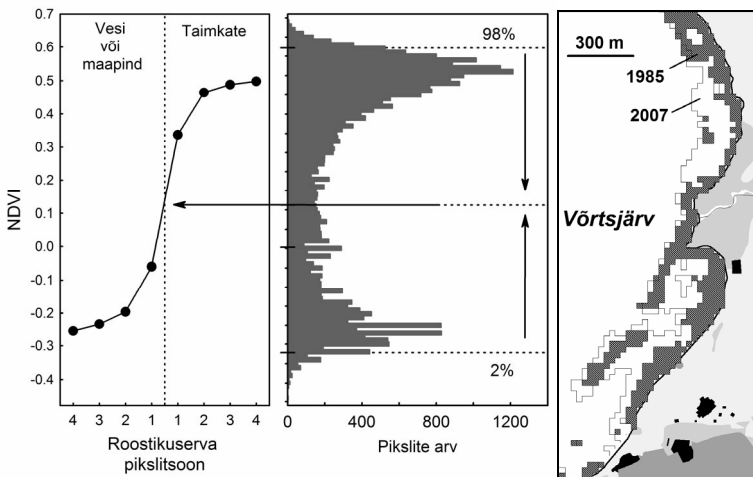 Vesi
või
maapind
Taimkate
NDVI
0.7
0.6
0.5
0.4
0.3
0.2
0.1
0.0
-0.1
-0.2
-0.3
-0.4
4 3 2 1 1 2 3 4
Roostikuserva
pikslitsoon
98%
2%
0 400 800 1200
Pikslite arv
300 m
1985
2007
Võrtsjärv